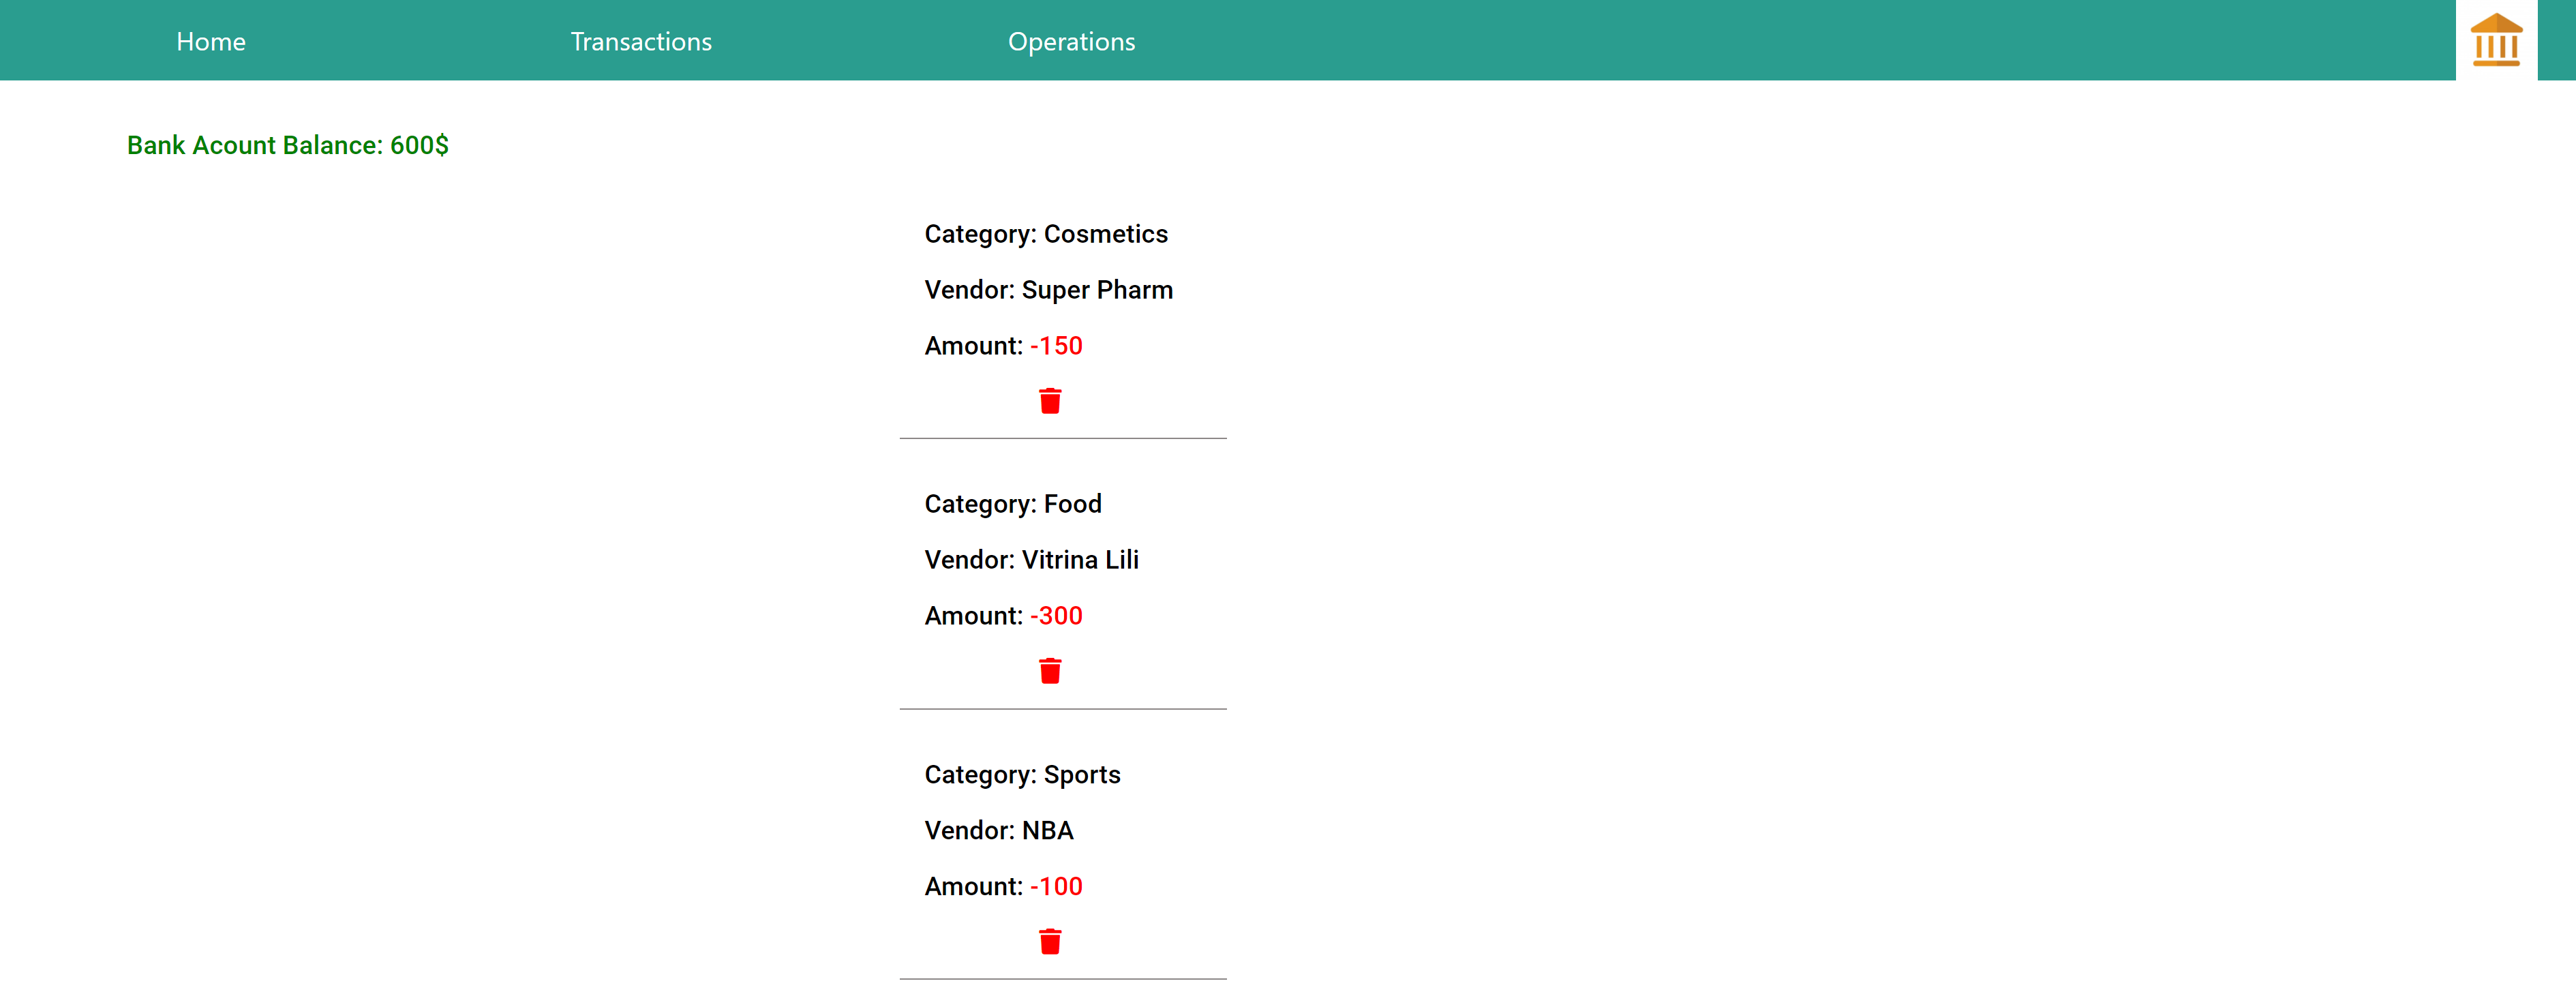 Home Transactions Operations
Bank Acount Balance: 600$
Category: Cosmetics
Vendor: Super Pharm
Amount: -150
Category: Food
Vendor: Vitrina Lili
Amount: -300
Category: Sports
Vendor: NBA
Amount: -100